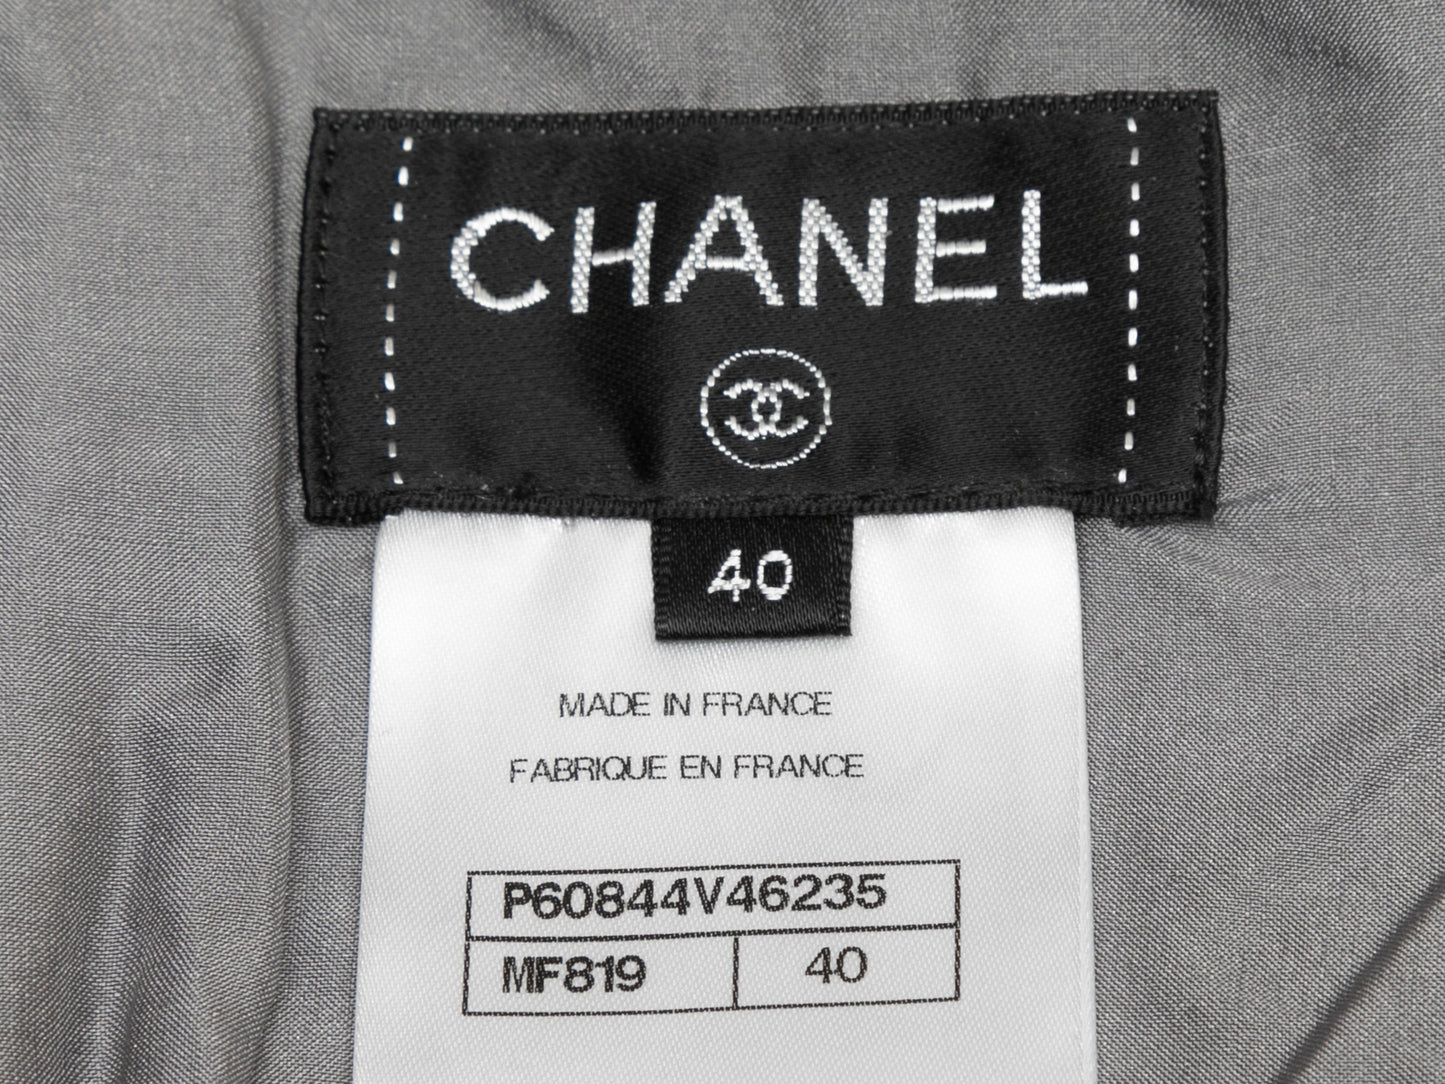 CHANEL
40
MADE IN FRANCE
FABRIQUE EN FRANCE
P60844V46235
MF819 40